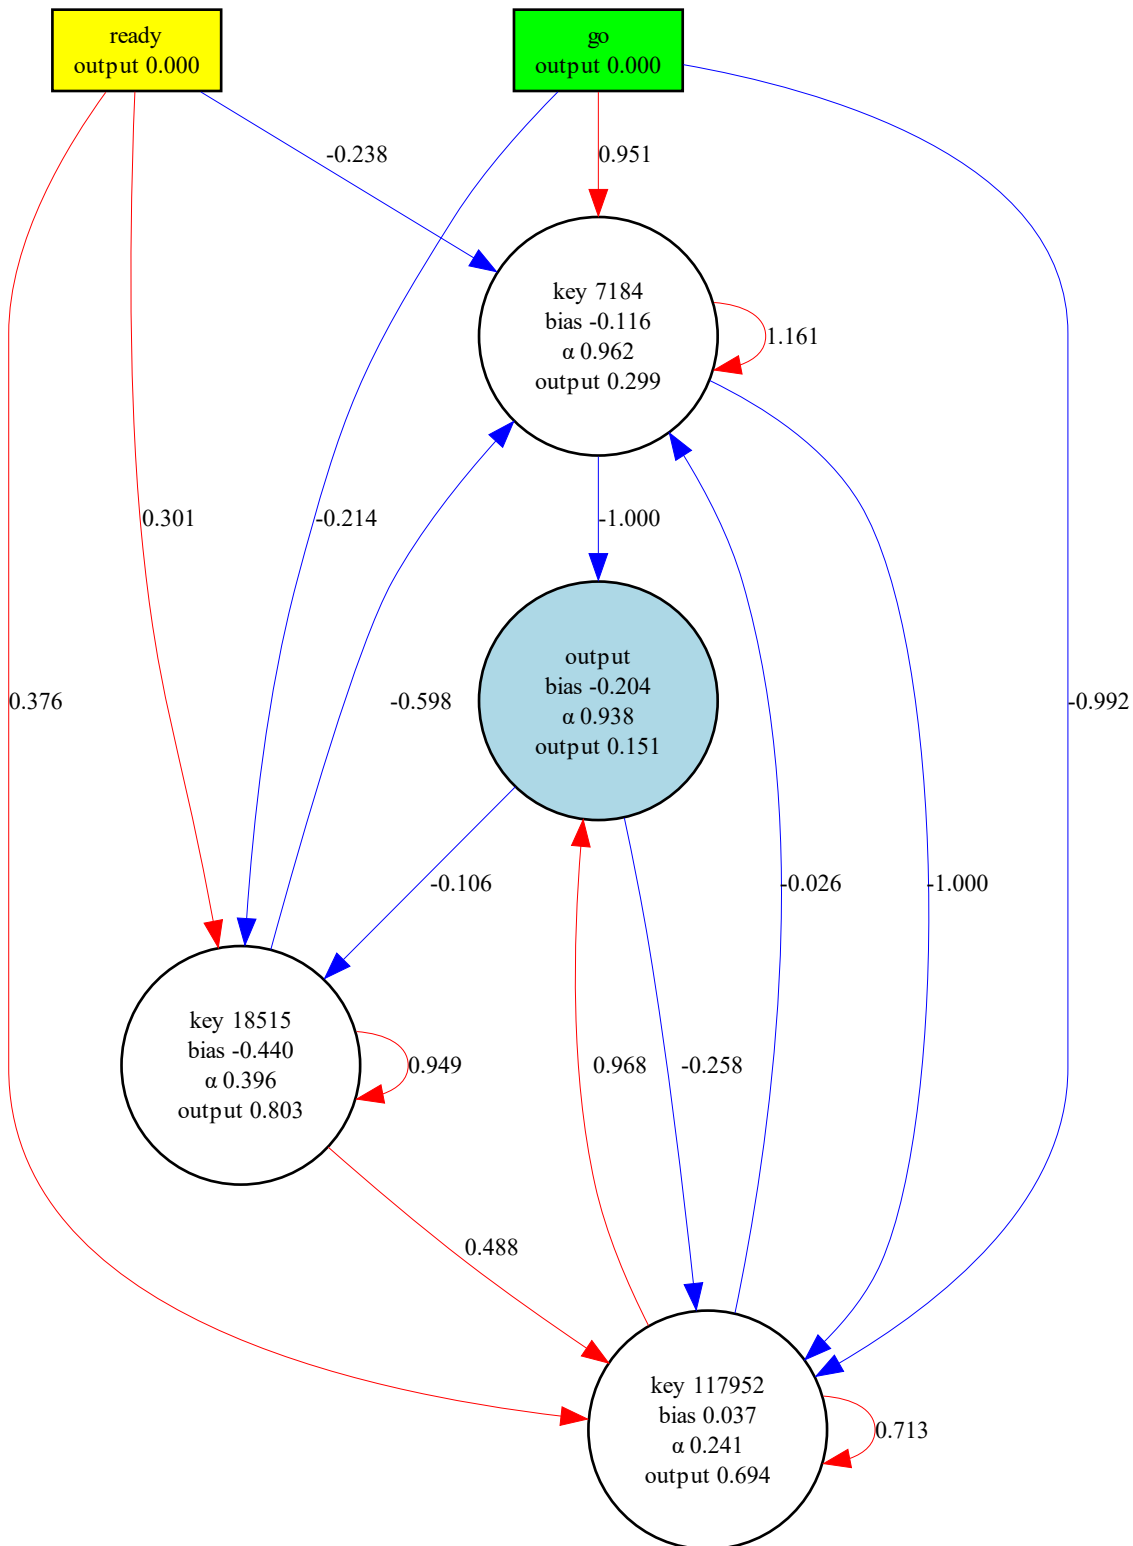 ready
output 0.000
go
output 0.000
-0.238
0.951
key 7184
bias -0.116
α 0.962
output 0.299
1.161
0.301
-0.214
-1.000
output
bias -0.204
α 0.938
output 0.151
0.376
-0.598
-0.992
-0.106
-0.026
-1.000
key 18515
bias -0.440
α 0.396
output 0.803
0.949
0.968
-0.258
0.488
key 117952
bias 0.037
α 0.241
output 0.694
0.713